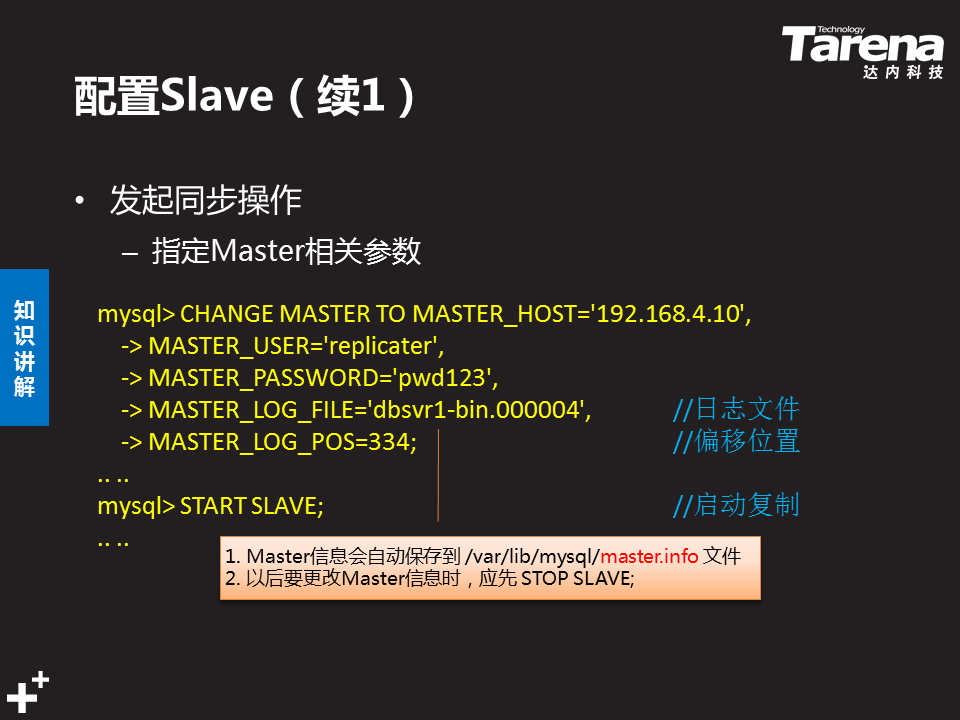 Technology
Tarena
达内科技
配置Slave（续1）
• 发起同步操作
– 指定Master相关参数
知识讲解
mysql> CHANGE MASTER TO MASTER_HOST='192.168.4.10',
-> MASTER_USER='replicater',
-> MASTER_PASSWORD='pwd123',
-> MASTER_LOG_FILE='dbsvr1-bin.000004', //日志文件
-> MASTER_LOG_POS=334; //偏移位置
.. ..
mysql> START SLAVE; //启动复制
.. ..
1. Master信息会自动保存到 /var/lib/mysql/master.info 文件
2. 以后要更改Master信息时，应先 STOP SLAVE;